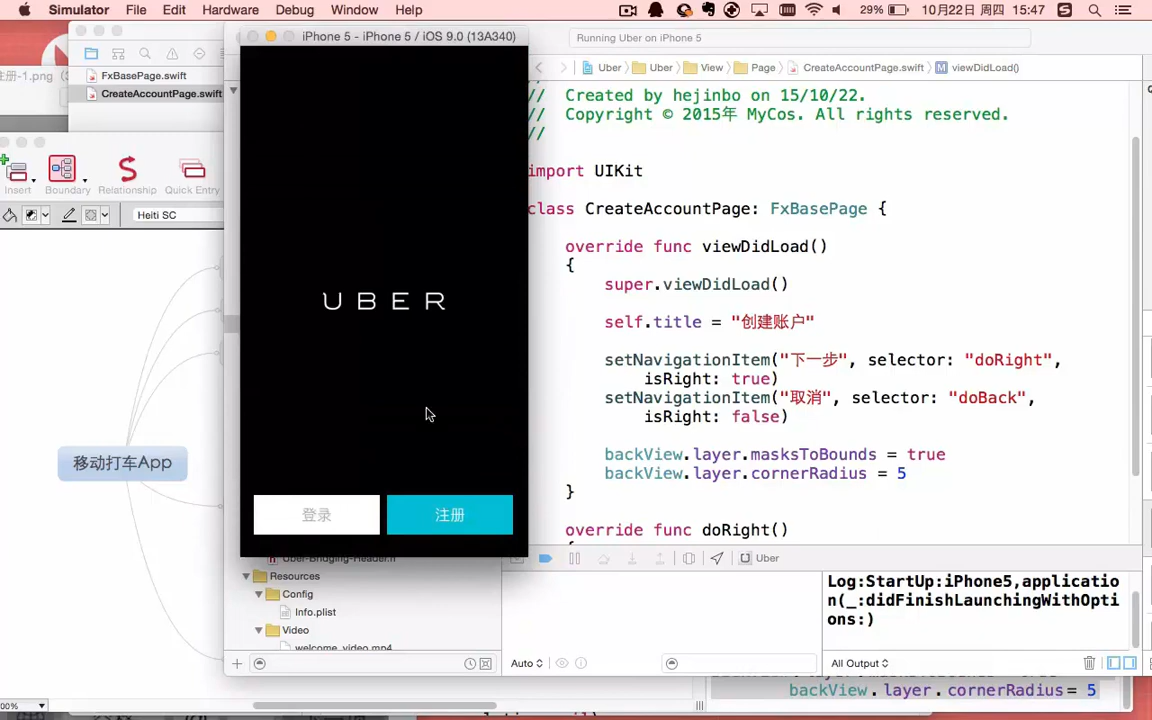 Simulator File Edit Hardware Debug Window Help 29% 10月22日 周四 15:47
iPhone 5 - iPhone 5 / iOS 9.0 (13A340)
Running Uber on iPhone 5
Uber Uber View Page CreateAccountPage.swift viewDidLoad()
FxBasePage.swift
CreateAccountPage.swift
Insert Boundary Relationship Quick Entry
Heiti SC
移动打车App
UBER
登录 注册
// Created by hejinbo on 15/10/22.
// Copyright © 2015年 MyCos. All rights reserved.
//
import UIKit
class CreateAccountPage: FxBasePage {
override func viewDidLoad()
{
super.viewDidLoad()
self.title = "创建账户"
setNavigationItem("下一步", selector: "doRight",
isRight: true)
setNavigationItem("取消", selector: "doBack",
isRight: false)
backView.layer.masksToBounds = true
backView.layer.cornerRadius = 5
}
override func doRight()
Uber
Uber-Bridging-Header.h
Resources
Config
Info.plist
Video
welcome_video.mp4
Log:StartUp:iPhone5,applicatio
n(_:didFinishLaunchingWithOpti
ons:)
Auto All Output
backView.layer.cornerRadius = 5